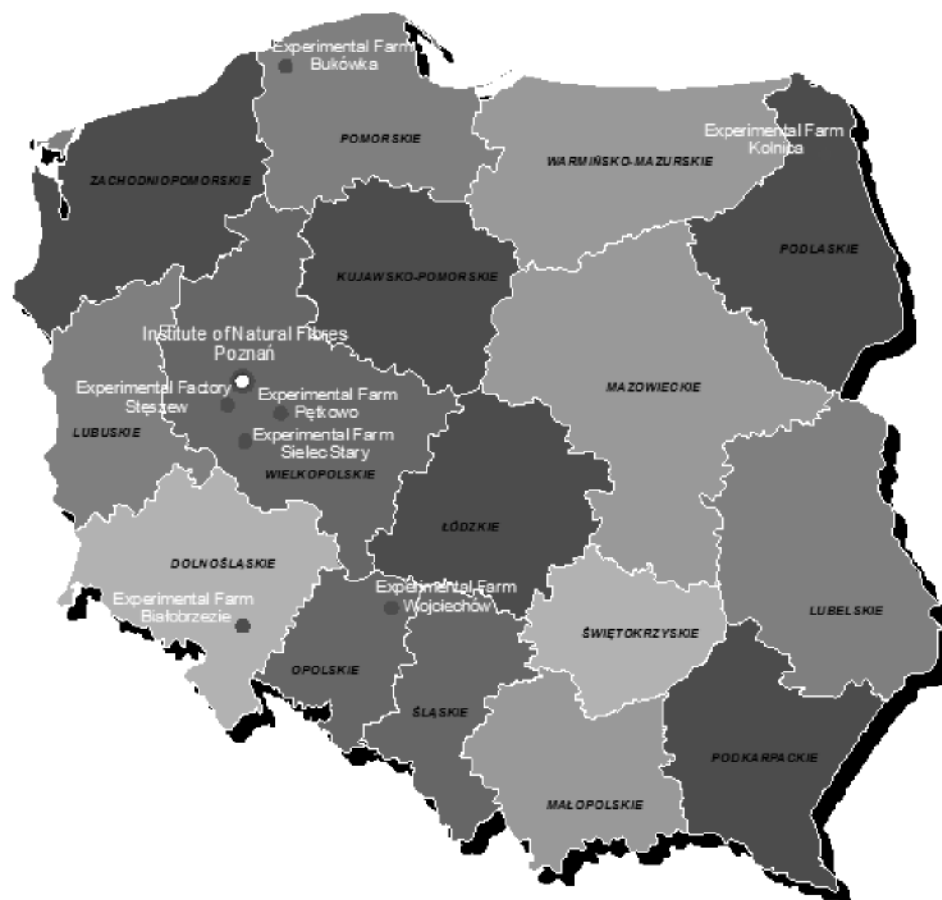 Experimental Farm
Bukówka
POMORSKIE
Experimental Farm
Kolnica
WARMIŃSKO-MAZURSKIE
ZACHODNIOPOMORSKIE
PODLASKIE
KUJAWSKO-POMORSKIE
Institute of Natural Fibres
Poznań
Experimental Factory
Stęszew
Experimental Farm
Pętkowo
MAZOWIECKIE
LUBUSKIE
Experimental Farm
Sielec Stary
WIELKOPOLSKIE
ŁÓDZKIE
DOLNOŚLĄSKIE
Experimental Farm
Wojciechów
Experimental Farm
Białobrzezie
LUBELSKIE
ŚWIĘTOKRZYSKIE
OPOLSKIE
ŚLĄSKIE
PODKARPACKIE
MAŁOPOLSKIE